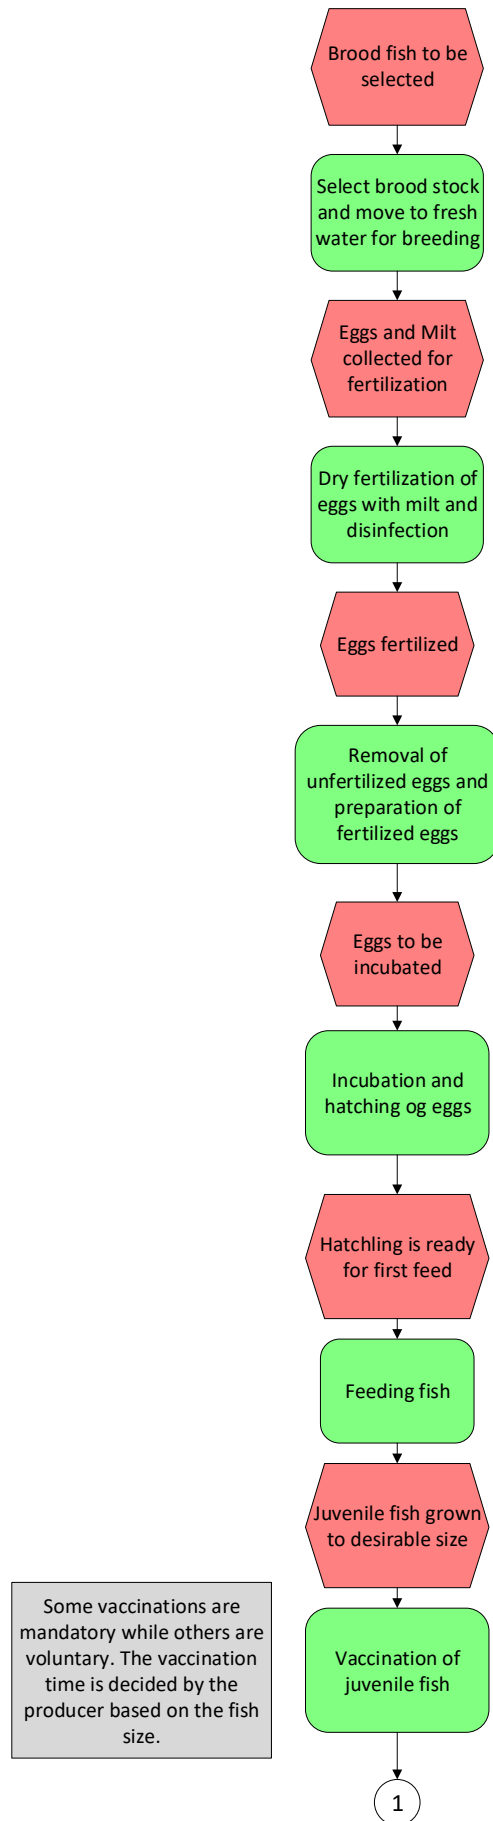 Brood fish to be
selected
Select brood stock
and move to fresh
water for breeding
Eggs and Milt
collected for
fertilization
Dry fertilization of
eggs with milt and
disinfection
Eggs fertilized
Removal of
unfertilized eggs and
preparation of
fertilized eggs
Eggs to be
incubated
Incubation and
hatching og eggs
Hatchling is ready
for first feed
Feeding fish
Juvenile fish grown
to desirable size
Some vaccinations are
mandatory while others are
voluntary. The vaccination
time is decided by the
producer based on the fish
size.
Vaccination of
juvenile fish
1